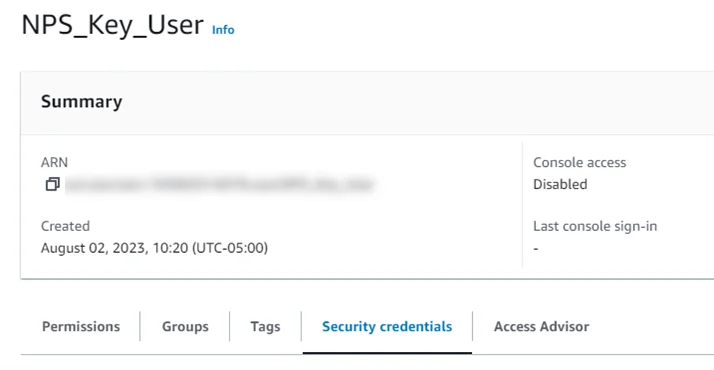 NPS_Key_User Info
Summary
ARN
Console access
Disabled
Created
August 02, 2023, 10:20 (UTC-05:00)
Last console sign-in
-
Permissions Groups Tags Security credentials Access Advisor